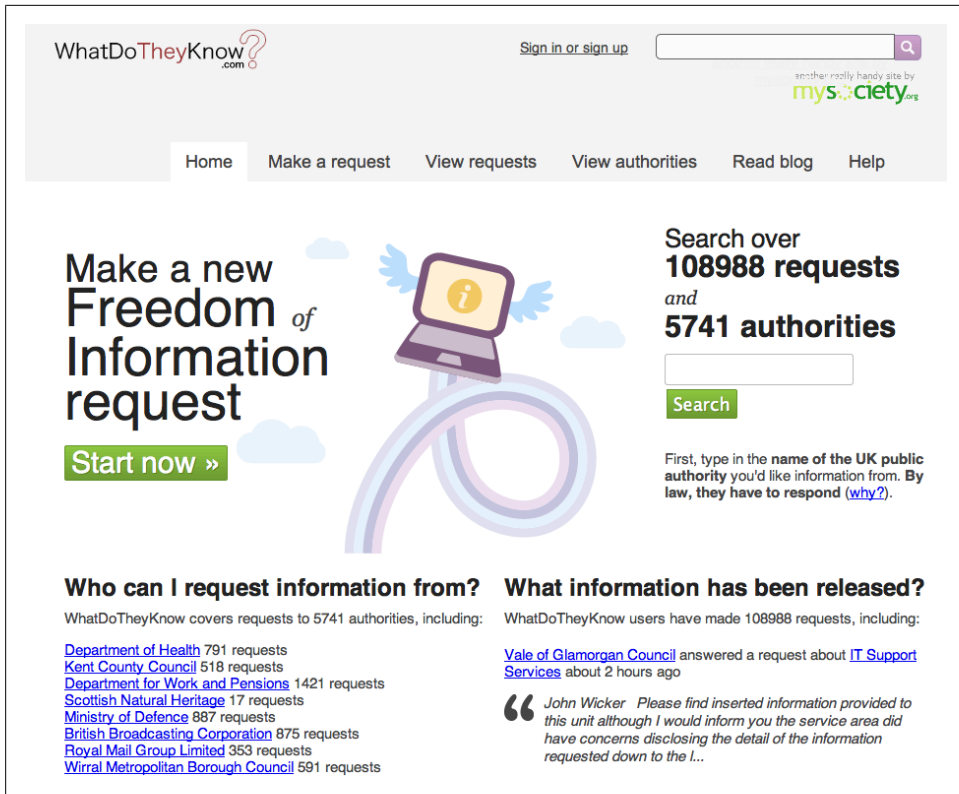 WhatDoTheyKnow?
.com
Sign in or sign up
another really handy site by
mysociety.org
Home Make a request View requests View authorities Read blog Help
Make a new
Freedom of
Information
request
Start now »
i
Search over
108988 requests
and
5741 authorities
Search
First, type in the name of the UK public
authority you'd like information from. By
law, they have to respond (why?).
Who can I request information from?
WhatDoTheyKnow covers requests to 5741 authorities, including:
Department of Health 791 requests
Kent County Council 518 requests
Department for Work and Pensions 1421 requests
Scottish Natural Heritage 17 requests
Ministry of Defence 887 requests
British Broadcasting Corporation 875 requests
Royal Mail Group Limited 353 requests
Wirral Metropolitan Borough Council 591 requests
What information has been released?
WhatDoTheyKnow users have made 108988 requests, including:
Vale of Glamorgan Council answered a request about IT Support
Services about 2 hours ago
“ John Wicker Please find inserted information provided to
this unit although I would inform you the service area did
have concerns disclosing the detail of the information
requested down to the l...